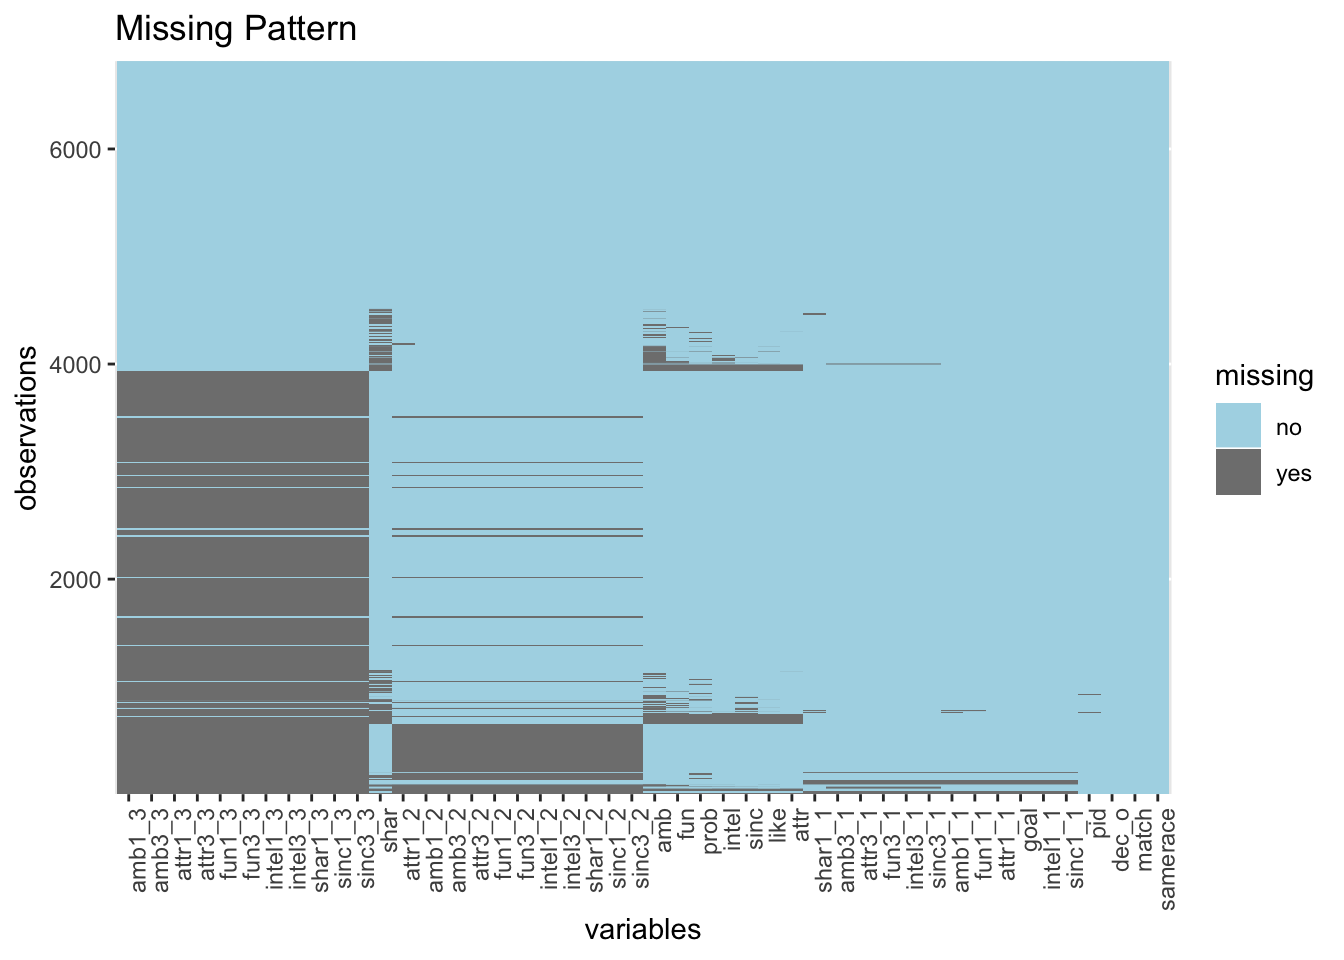 Missing Pattern
6000
4000
2000
observations
amb1_3
amb3_3
attr1_3
attr3_3
fun1_3
fun3_3
intel1_3
intel3_3
shar1_3
sinc1_3
sinc3_3
shar
attr1_2
amb1_2
amb3_2
attr3_2
fun1_2
fun3_2
intel1_2
intel3_2
shar1_2
sinc1_2
sinc3_2
amb
fun
prob
intel
sinc
like
attr
shar1_1
amb3_1
attr3_1
fun3_1
intel3_1
sinc3_1
amb1_1
fun1_1
attr1_1
goal
intel1_1
sinc1_1
pid
dec_o
match
samerace
variables
missing
no
yes